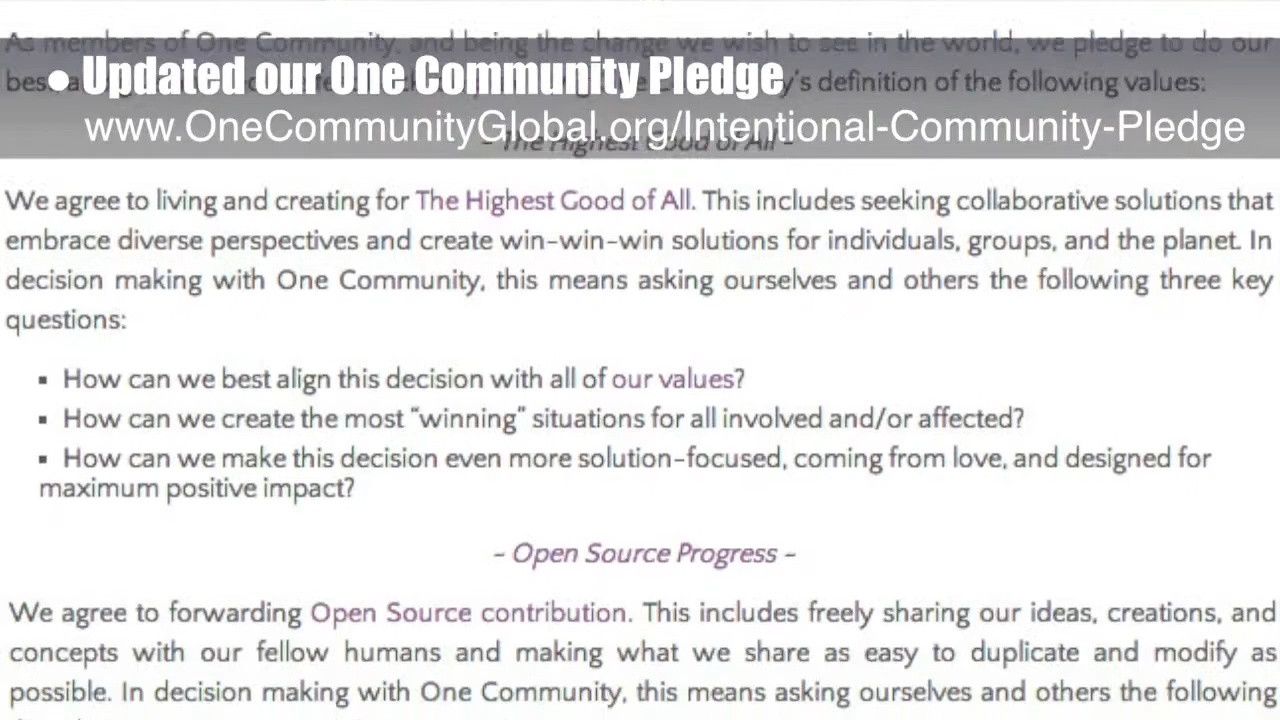 As members of One Community, and being the change we wish to see in the world, we pledge to do our
● Updated our One Community Pledge
best 's definition of the following values:
www.OneCommunityGlobal.org/Intentional-Community-Pledge
- The Highest Good of All -
We agree to living and creating for The Highest Good of All. This includes seeking collaborative solutions that
embrace diverse perspectives and create win-win-win solutions for individuals, groups, and the planet. In
decision making with One Community, this means asking ourselves and others the following three key
questions:
▪ How can we best align this decision with all of our values?
▪ How can we create the most “winning” situations for all involved and/or affected?
▪ How can we make this decision even more solution-focused, coming from love, and designed for
maximum positive impact?
- Open Source Progress -
We agree to forwarding Open Source contribution. This includes freely sharing our ideas, creations, and
concepts with our fellow humans and making what we share as easy to duplicate and modify as
possible. In decision making with One Community, this means asking ourselves and others the following